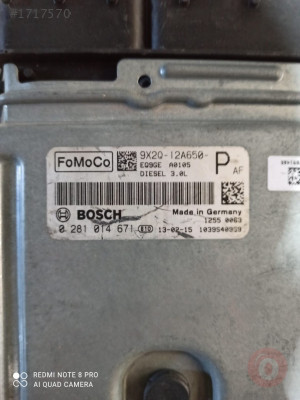 #1717570
FoMoCo
9X2Q-12A650-
EQ9GE A0105
DIESEL 3.0L
P
AF
BOSCH
Made in Germany
1255 0063
0 281 014 671
13-02-15 1039S40959
REDMI NOTE 8 PRO
AI QUAD CAMERA